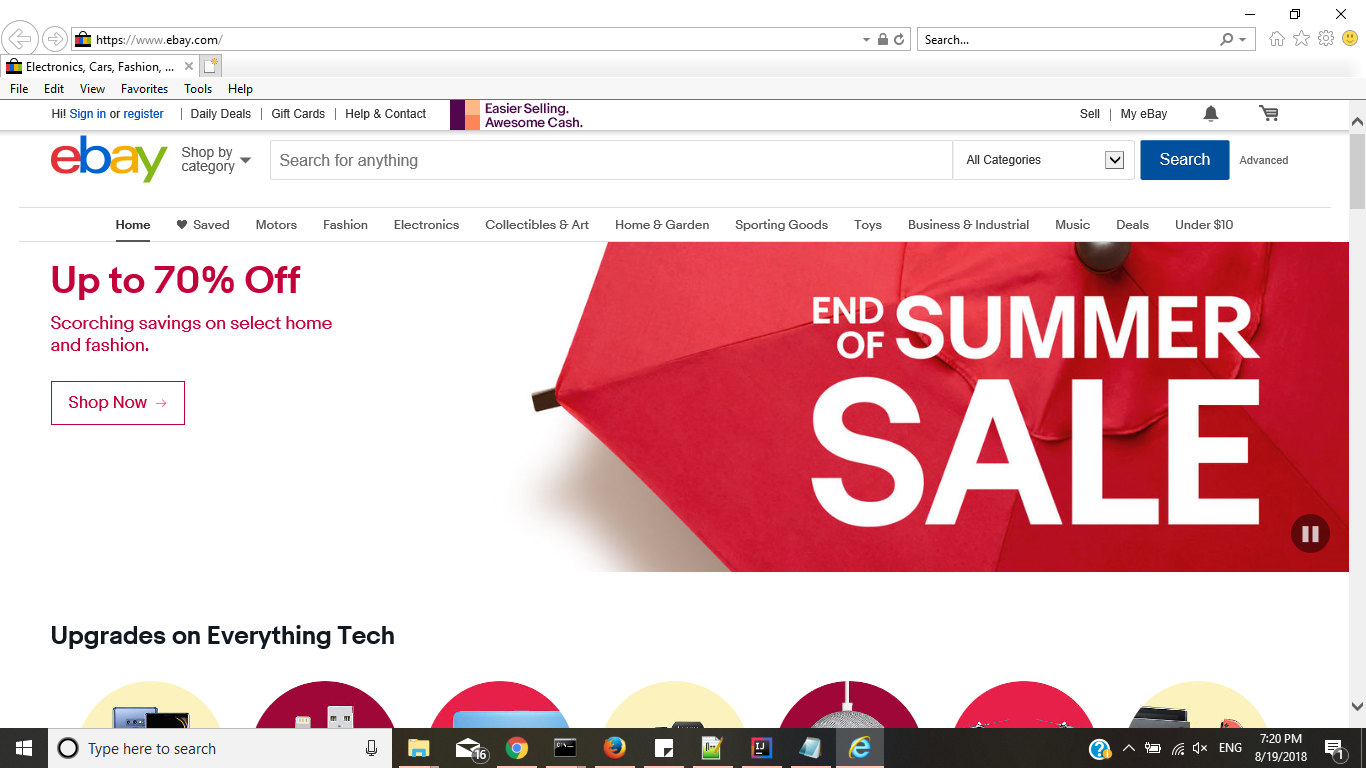 https://www.ebay.com/
Search...
Electronics, Cars, Fashion, ...
File Edit View Favorites Tools Help
Hi! Sign in or register | Daily Deals | Gift Cards | Help & Contact
Easier Selling.
Awesome Cash.
Sell | My eBay
ebay
Shop by
category
Search for anything
All Categories
Search
Advanced
Home Saved Motors Fashion Electronics Collectibles & Art Home & Garden Sporting Goods Toys Business & Industrial Music Deals Under $10
Up to 70% Off
Scorching savings on select home
and fashion.
Shop Now →
END
OF SUMMER
SALE
Upgrades on Everything Tech
Type here to search
16
ENG
7:20 PM
8/19/2018
1